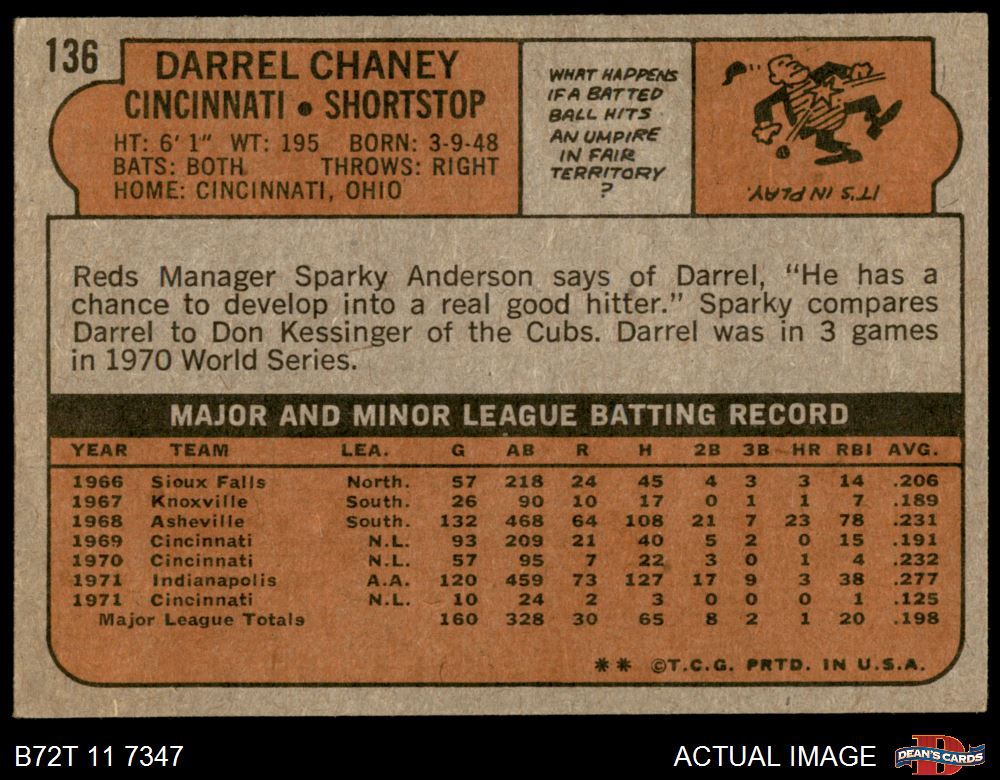 136
DARREL CHANEY
CINCINNATI • SHORTSTOP
HT: 6' 1" WT: 195 BORN: 3-9-48
BATS: BOTH THROWS: RIGHT
HOME: CINCINNATI, OHIO
WHAT HAPPENS
IF A BATTED
BALL HITS
AN UMPIRE
IN FAIR
TERRITORY
?
IT'S IN PLAY.
Reds Manager Sparky Anderson says of Darrel, "He has a
chance to develop into a real good hitter." Sparky compares
Darrel to Don Kessinger of the Cubs. Darrel was in 3 games
in 1970 World Series.
MAJOR AND MINOR LEAGUE BATTING RECORD
YEAR TEAM LEA. G AB R H 2B 3B HR RBI AVG.
1966 Sioux Falls North. 57 218 24 45 4 3 3 14 .206
1967 Knoxville South. 26 90 10 17 0 1 1 7 .189
1968 Asheville South. 132 468 64 108 21 7 23 78 .231
1969 Cincinnati N.L. 93 209 21 40 5 2 0 15 .191
1970 Cincinnati N.L. 57 95 7 22 3 0 1 4 .232
1971 Indianapolis A.A. 120 459 73 127 17 9 3 38 .277
1971 Cincinnati N.L. 10 24 2 3 0 0 0 1 .125
Major League Totals 160 328 30 65 8 2 1 20 .198
** ©T.C.G. PRTD. IN U.S.A.
B72T 11 7347
ACTUAL IMAGE
D
DEAN'S CARDS